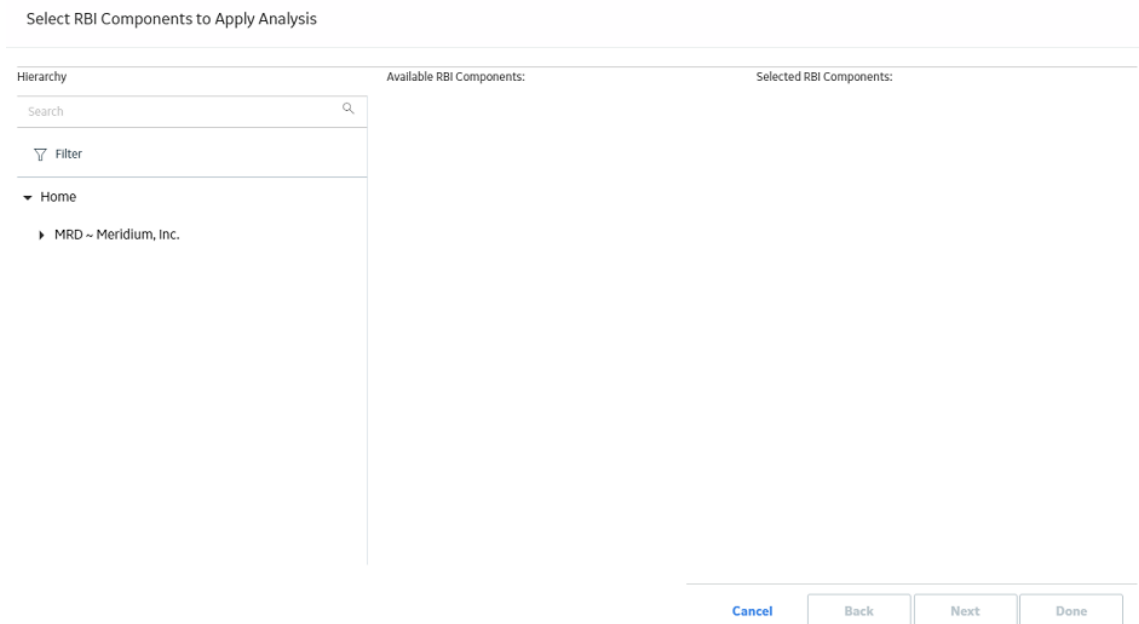 Select RBI Components to Apply Analysis
Hierarchy
Available RBI Components:
Selected RBI Components:
Search
Filter
Home
MRD ~ Meridium, Inc.
Cancel
Back
Next
Done